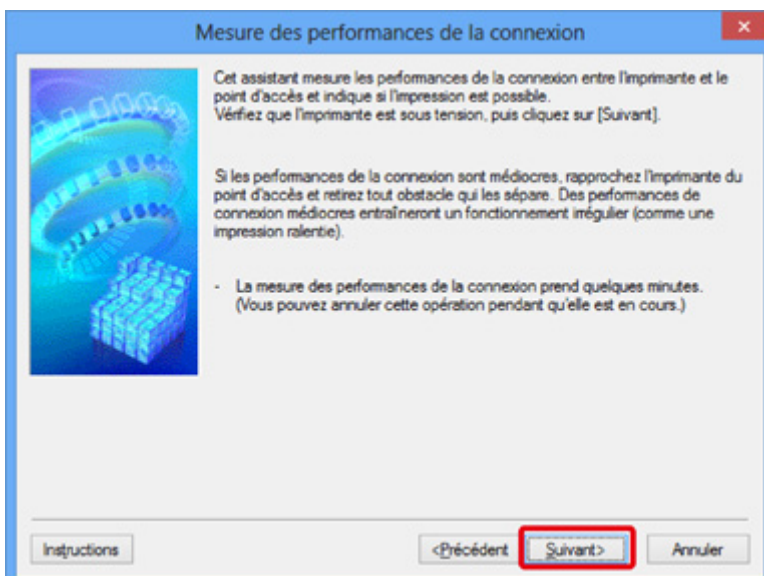 Mesure des performances de la connexion
Cet assistant mesure les performances de la connexion entre l'imprimante et le
point d'accès et indique si l'impression est possible.
Vérifiez que l'imprimante est sous tension, puis cliquez sur [Suivant].
Si les performances de la connexion sont médiocres, rapprochez l'imprimante du
point d'accès et retirez tout obstacle qui les sépare. Des performances de
connexion médiocres entraîneront un fonctionnement irrégulier (comme une
impression ralentie).
- La mesure des performances de la connexion prend quelques minutes.
(Vous pouvez annuler cette opération pendant qu'elle est en cours.)
Instructions <Précédent Suivant> Annuler